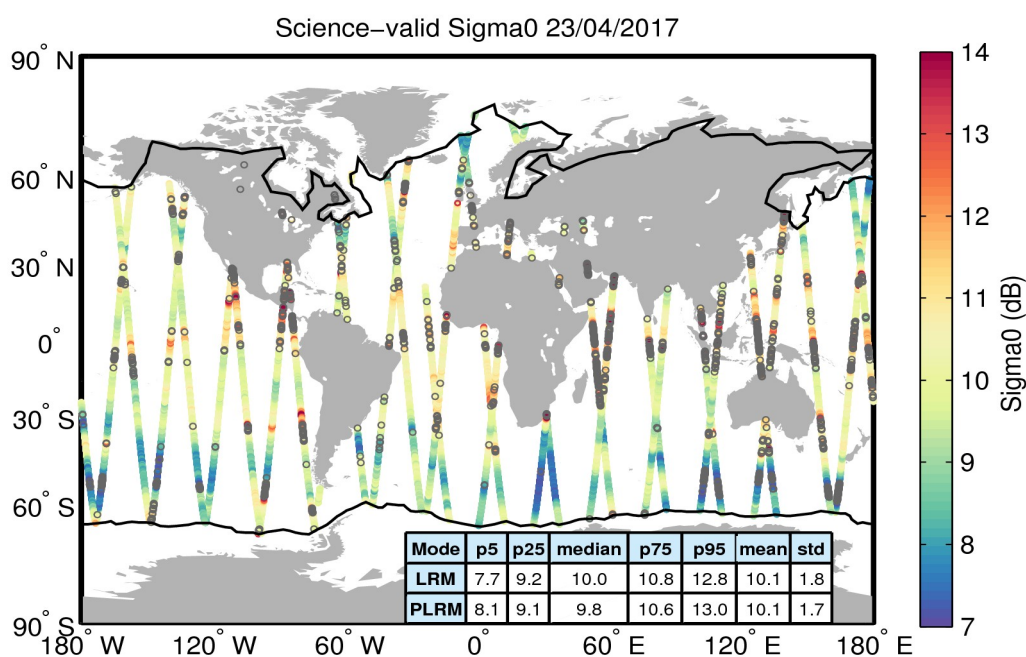 Science−valid Sigma0 23/04/2017
90° N
60° N
30° N
0°
30° S
60° S
90° S
180° W
120° W
60° W
0°
60° E
120° E
180° E
14
13
12
11
10
9
8
7
Sigma0 (dB)
Mode p5 p25 median p75 p95 mean std
LRM 7.7 9.2 10.0 10.8 12.8 10.1 1.8
PLRM 8.1 9.1 9.8 10.6 13.0 10.1 1.7